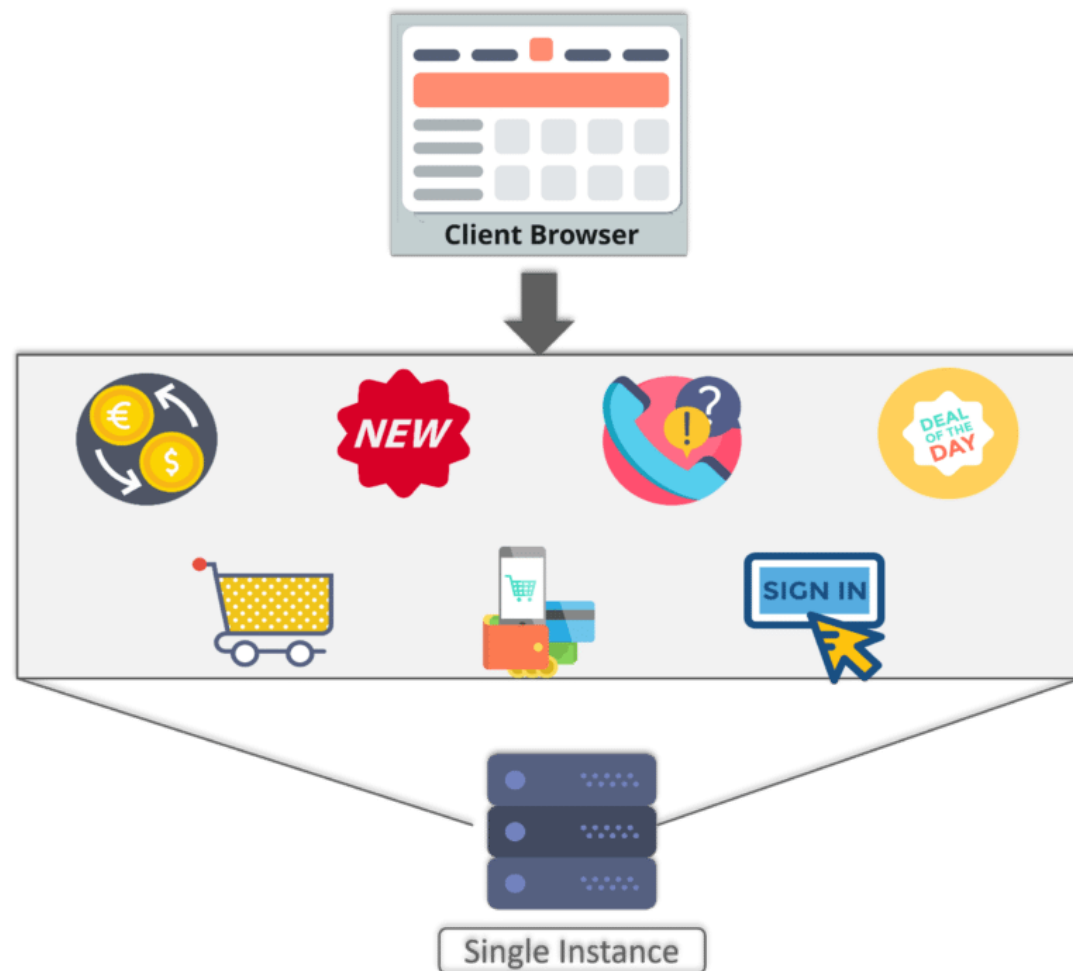 Client Browser
€
$
NEW
?
!
DEAL
OF THE
DAY
SIGN IN
Single Instance